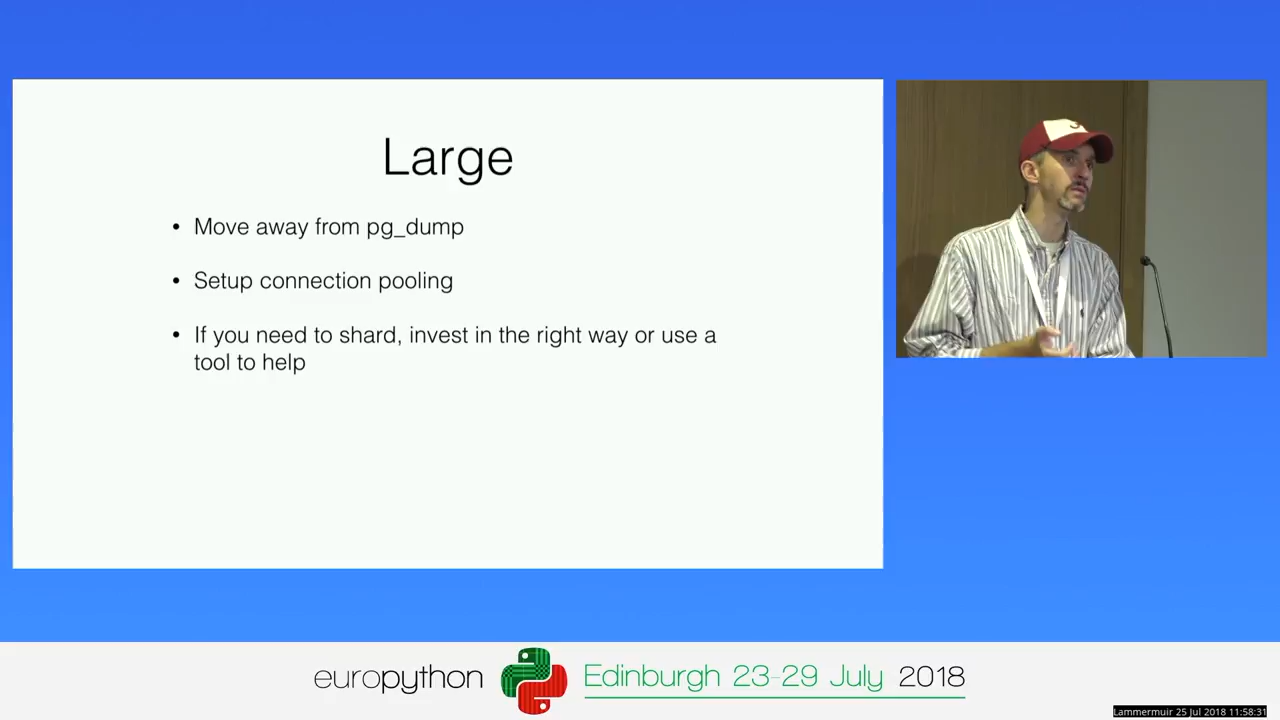 Large
• Move away from pg_dump
• Setup connection pooling
• If you need to shard, invest in the right way or use a
tool to help
europython Edinburgh 23-29 July 2018
Lammermuir 25 Jul 2018 11:58:31